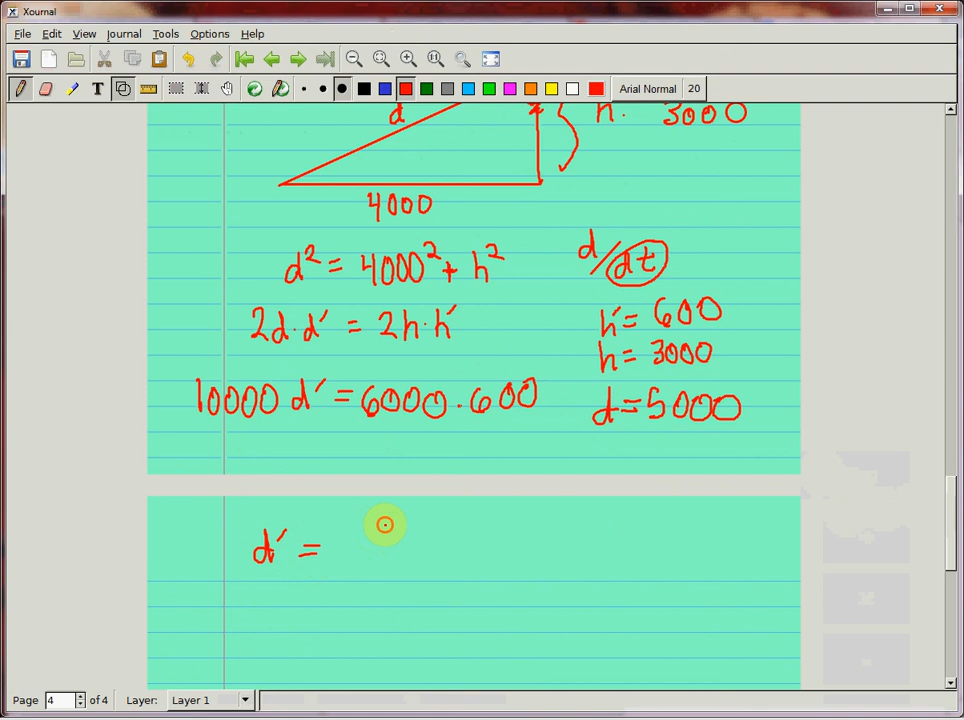 Xournal
File Edit View Journal Tools Options Help
T Arial Normal 20
d h. 3000
4000
d² = 4000² + h² d/dt
2d·d′ = 2h·h′ h′= 600
h= 3000
10000 d′ = 6000·600 d=5000
d′ =
Page 4 of 4 Layer: Layer 1